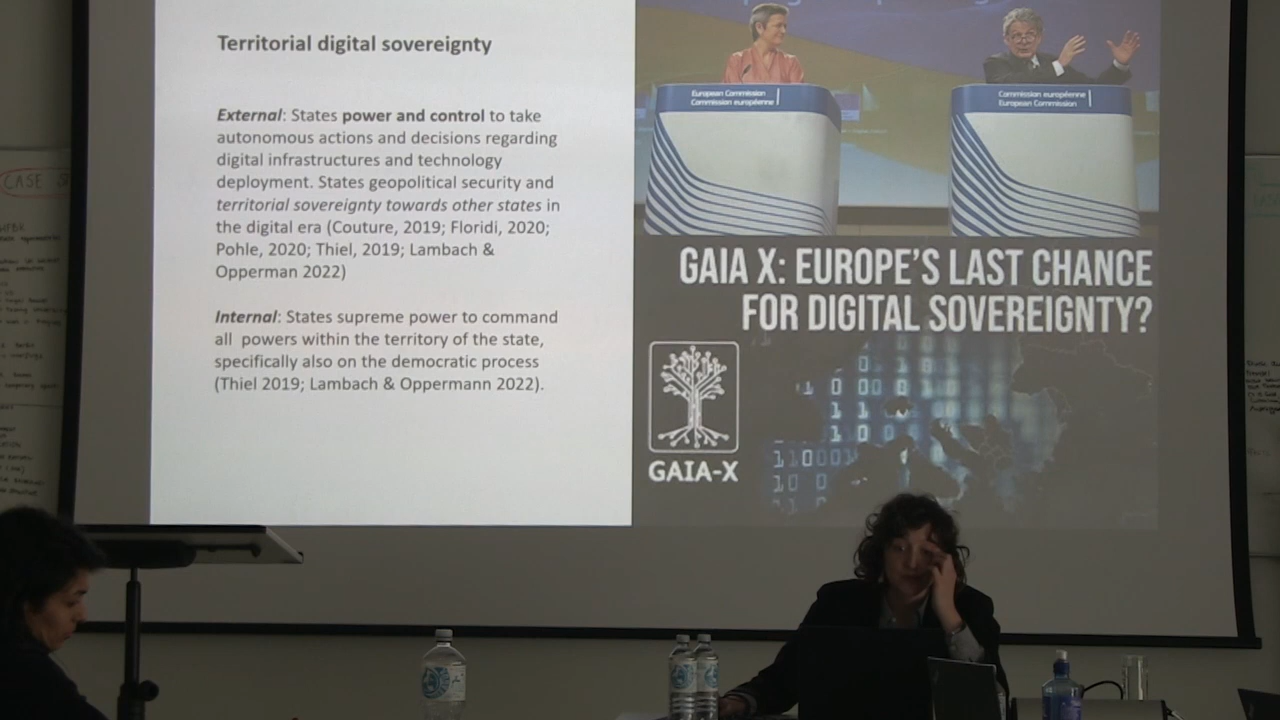 Territorial digital sovereignty
External: States power and control to take
autonomous actions and decisions regarding
digital infrastructures and technology
deployment. States geopolitical security and
territorial sovereignty towards other states in
the digital era (Couture, 2019; Floridi, 2020;
Pohle, 2020; Thiel, 2019; Lambach &
Opperman 2022)
Internal: States supreme power to command
all powers within the territory of the state,
specifically also on the democratic process
(Thiel 2019; Lambach & Oppermann 2022).
European Commission
Commission européenne
Commission européenne
European Commission
GAIA X: EUROPE'S LAST CHANCE
FOR DIGITAL SOVEREIGNTY?
GAIA-X
CASE